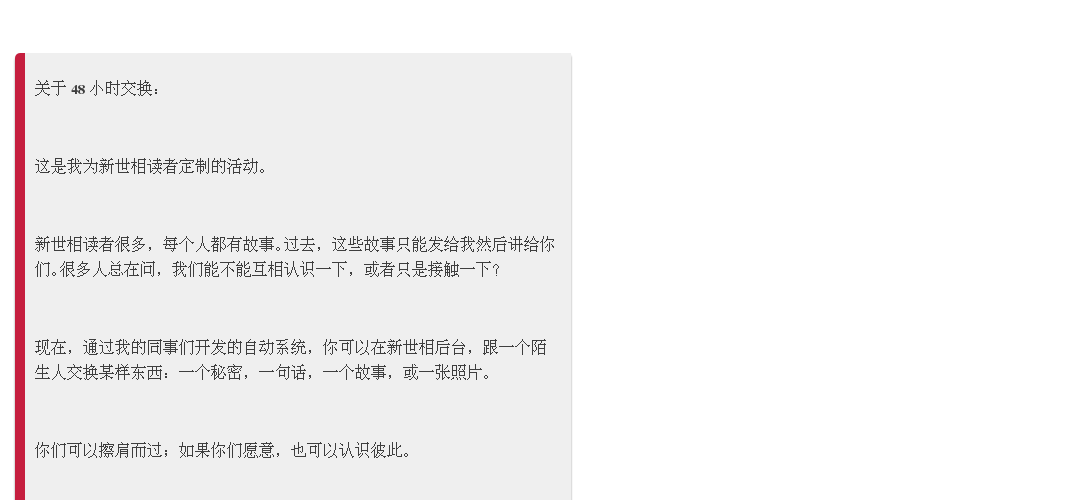 关于 48 小时交换：
这是我为新世相读者定制的活动。
新世相读者很多，每个人都有故事。过去，这些故事只能发给我然后讲给你
们。很多人总在问，我们能不能互相认识一下，或者只是接触一下？
现在，通过我的同事们开发的自动系统，你可以在新世相后台，跟一个陌
生人交换某样东西：一个秘密，一句话，一个故事，或一张照片。
你们可以擦肩而过；如果你们愿意，也可以认识彼此。